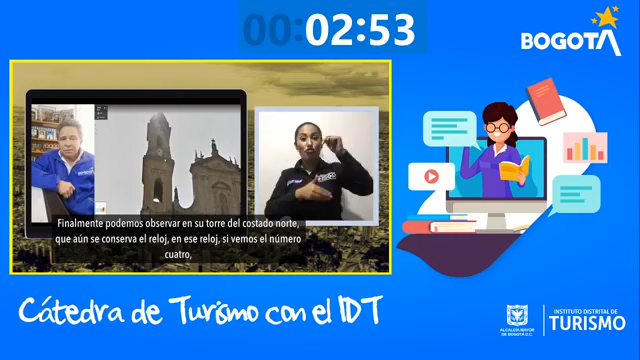 00:02:53
BOGOTÁ
Finalmente podemos observar en su torre del costado norte,
que aún se conserva el reloj, en ese reloj, si vemos el número
cuatro,
Cátedra de Turismo con el IDT
ALCALDÍA MAYOR
DE BOGOTÁ D.C.
INSTITUTO DISTRITAL DE
TURISMO